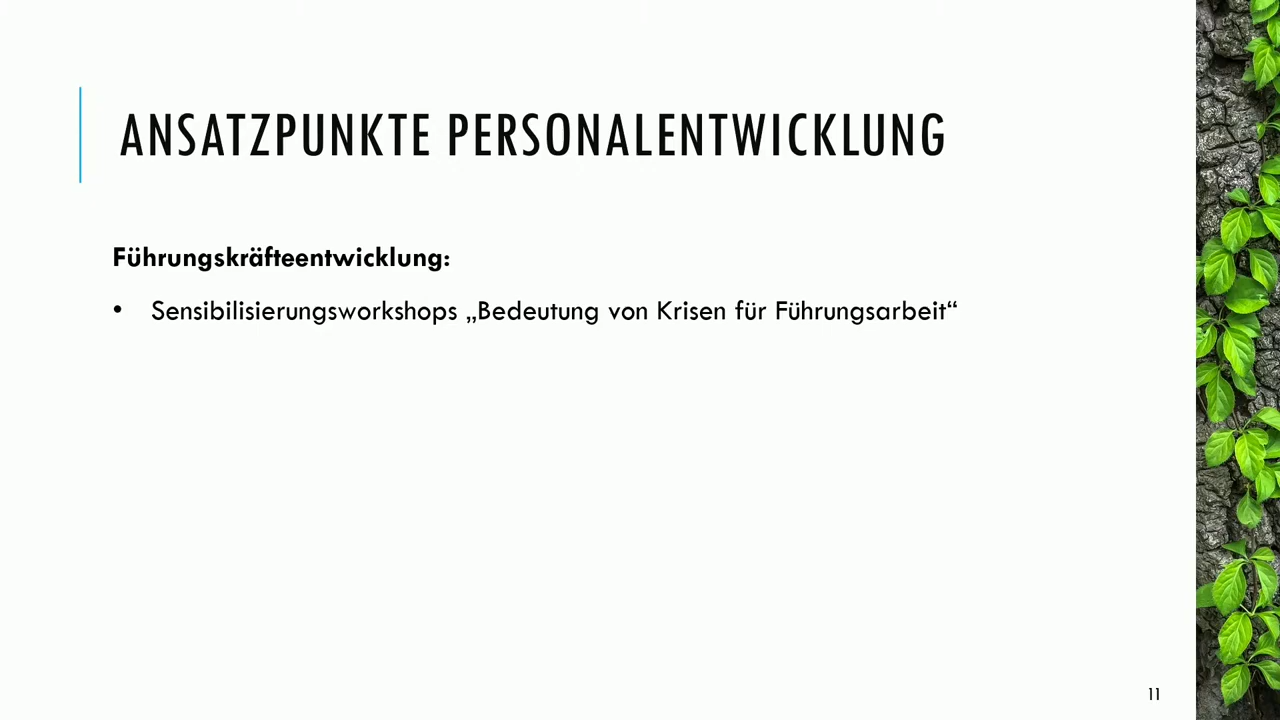 ANSATZPUNKTE PERSONALENTWICKLUNG
Führungskräfteentwicklung:
• Sensibilisierungsworkshops „Bedeutung von Krisen für Führungsarbeit“
11